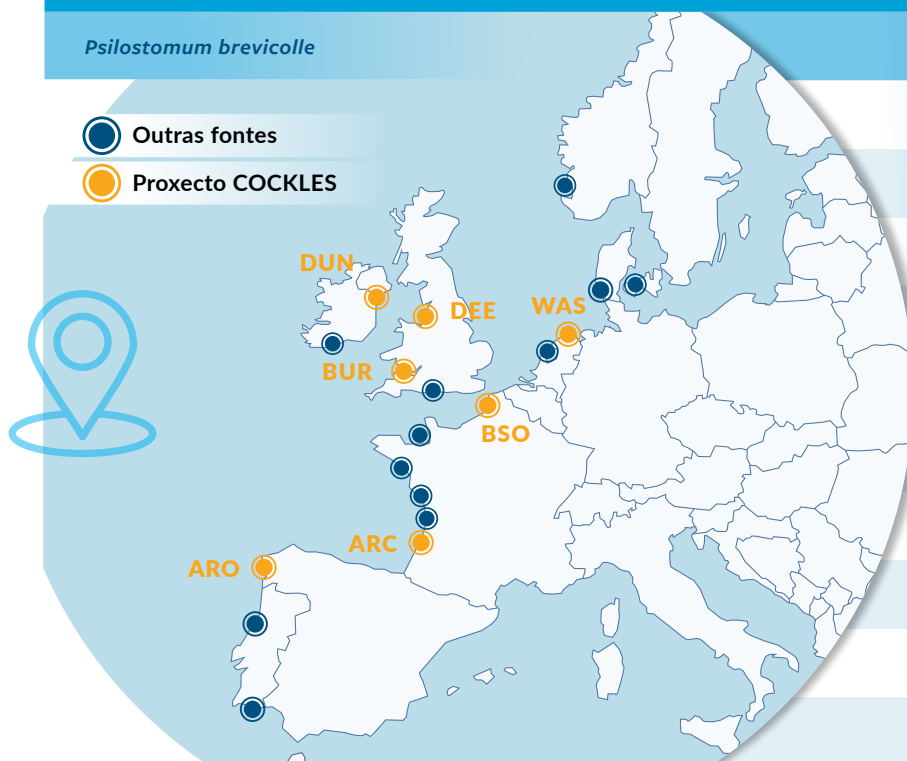 Psilostomum brevicolle
Outras fontes
Proxecto COCKLES
DUN
DEE
WAS
BUR
BSO
ARC
ARO